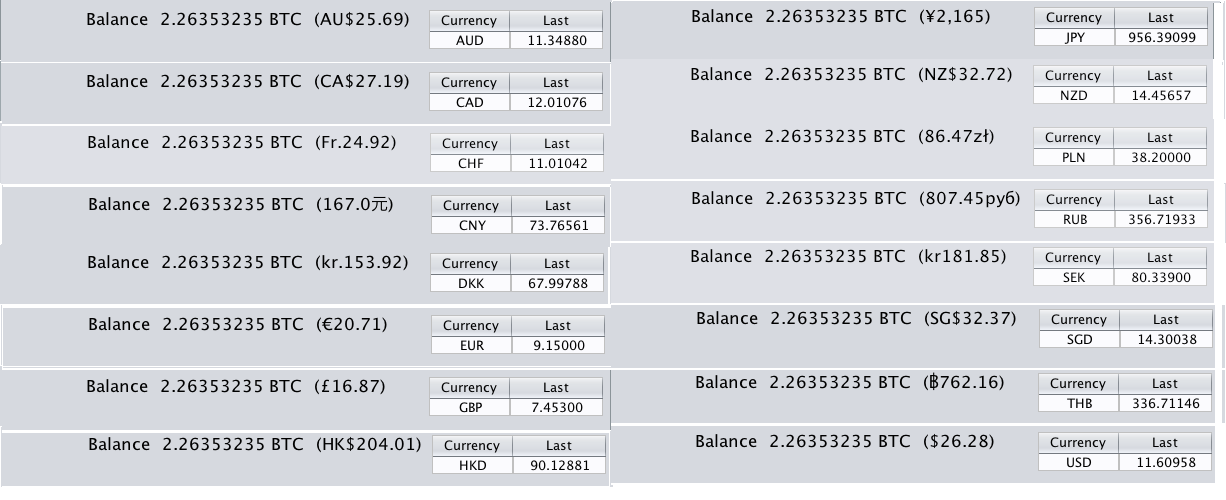 Balance 2.26353235 BTC (AU$25.69) Currency Last
AUD 11.34880
Balance 2.26353235 BTC (CA$27.19) Currency Last
CAD 12.01076
Balance 2.26353235 BTC (Fr.24.92) Currency Last
CHF 11.01042
Balance 2.26353235 BTC (167.0元) Currency Last
CNY 73.76561
Balance 2.26353235 BTC (kr.153.92) Currency Last
DKK 67.99788
Balance 2.26353235 BTC (€20.71) Currency Last
EUR 9.15000
Balance 2.26353235 BTC (£16.87) Currency Last
GBP 7.45300
Balance 2.26353235 BTC (HK$204.01) Currency Last
HKD 90.12881
Balance 2.26353235 BTC (¥2,165) Currency Last
JPY 956.39099
Balance 2.26353235 BTC (NZ$32.72) Currency Last
NZD 14.45657
Balance 2.26353235 BTC (86.47zł) Currency Last
PLN 38.20000
Balance 2.26353235 BTC (807.45руб) Currency Last
RUB 356.71933
Balance 2.26353235 BTC (kr181.85) Currency Last
SEK 80.33900
Balance 2.26353235 BTC (SG$32.37) Currency Last
SGD 14.30038
Balance 2.26353235 BTC (฿762.16) Currency Last
THB 336.71146
Balance 2.26353235 BTC ($26.28) Currency Last
USD 11.60958